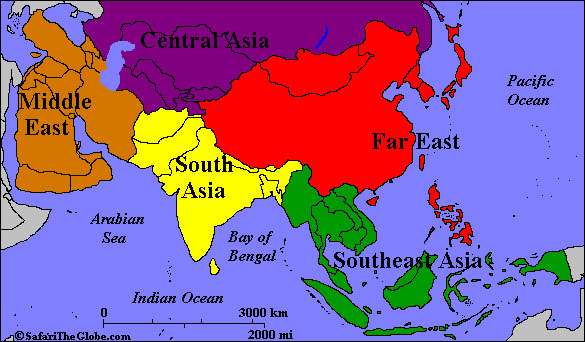 Central Asia
Pacific
Ocean
Middle
East
Far East
South
Asia
Arabian
Sea
Bay of
Bengal
Southeast Asia
Indian Ocean
0 3000 km
2000 mi
©SafariTheGlobe.com